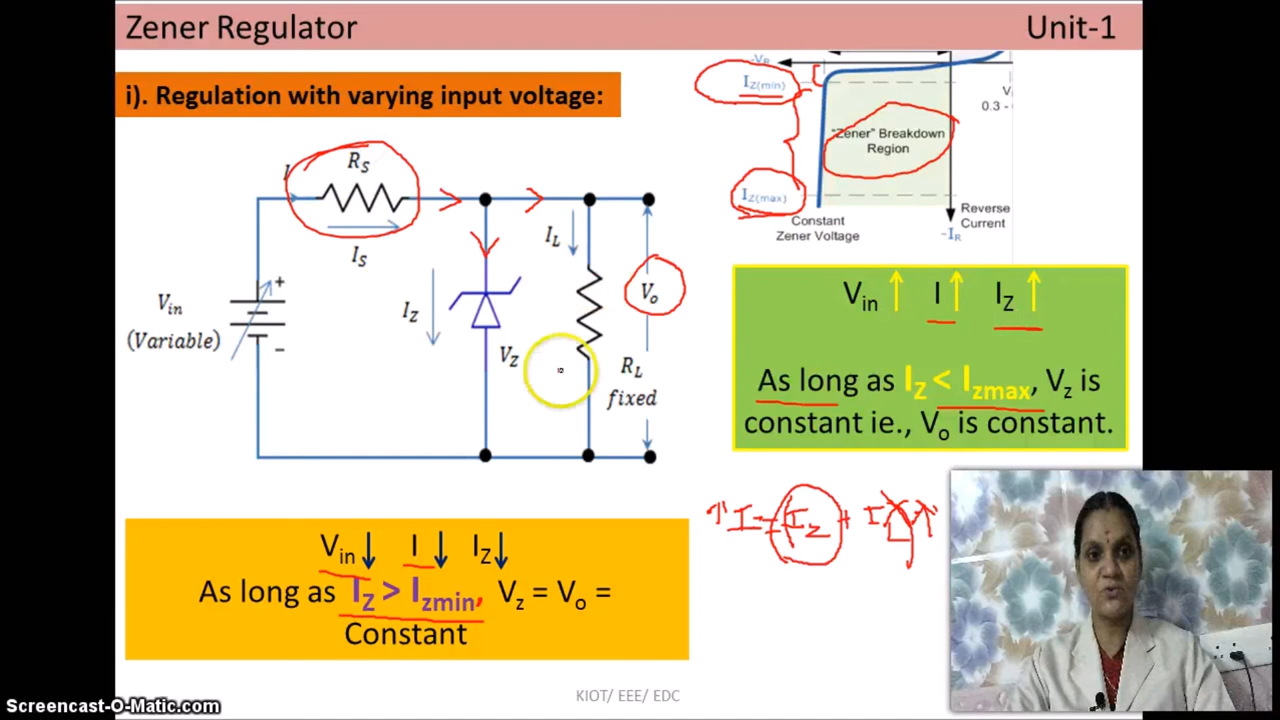 Zener Regulator
Unit-1
i). Regulation with varying input voltage:
-V_R
I_Z(min)
0.3 -
"Zener" Breakdown
Region
I_Z(max)
Constant
Zener Voltage
Reverse
Current
-I_R
R_S
I_S
I_L
V_o
I_Z
V_in
(Variable)
+
-
V_Z
R_L
fixed
V_in ↑ I ↑ I_Z ↑
As long as I_Z < I_zmax, V_z is
constant ie., V_o is constant.
↑ I = I_Z +
V_in ↓ I ↓ I_Z ↓
As long as I_Z > I_zmin, V_z = V_o =
Constant
KIOT/ EEE/ EDC
Screencast-O-Matic.com